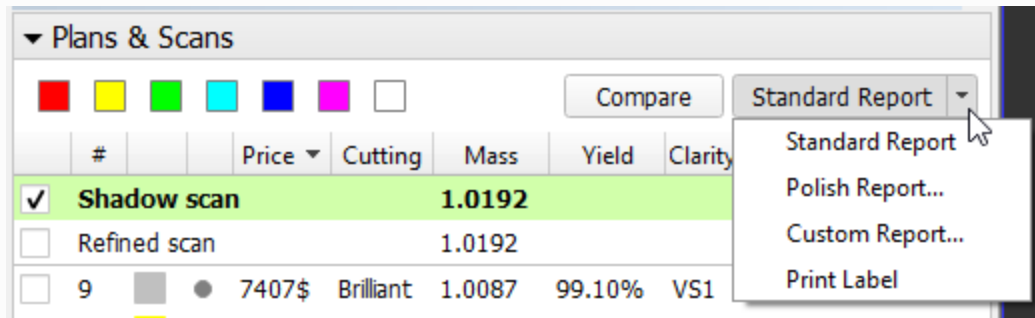 Plans & Scans
Compare
Standard Report
# Price Cutting Mass Yield Clarity
Standard Report
Polish Report...
Custom Report...
Print Label
Shadow scan 1.0192
Refined scan 1.0192
9 7407$ Brilliant 1.0087 99.10% VS1